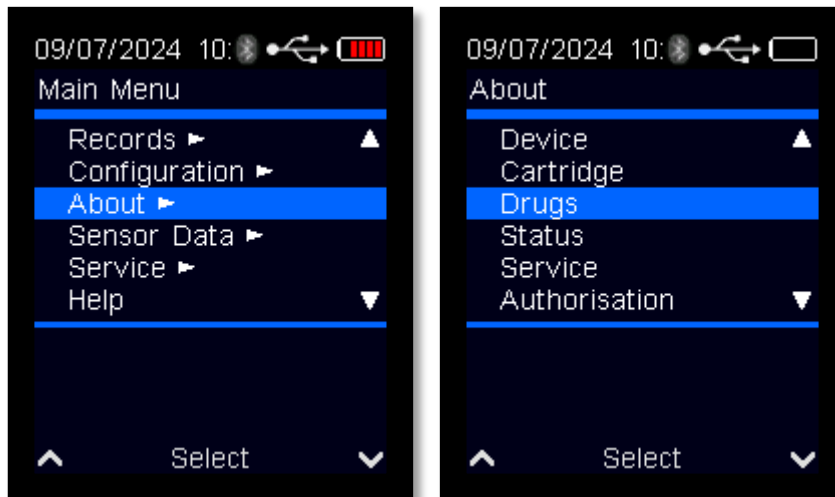 09/07/2024 10:
Main Menu
Records
Configuration
About
Sensor Data
Service
Help
Select
09/07/2024 10:
About
Device
Cartridge
Drugs
Status
Service
Authorisation
Select